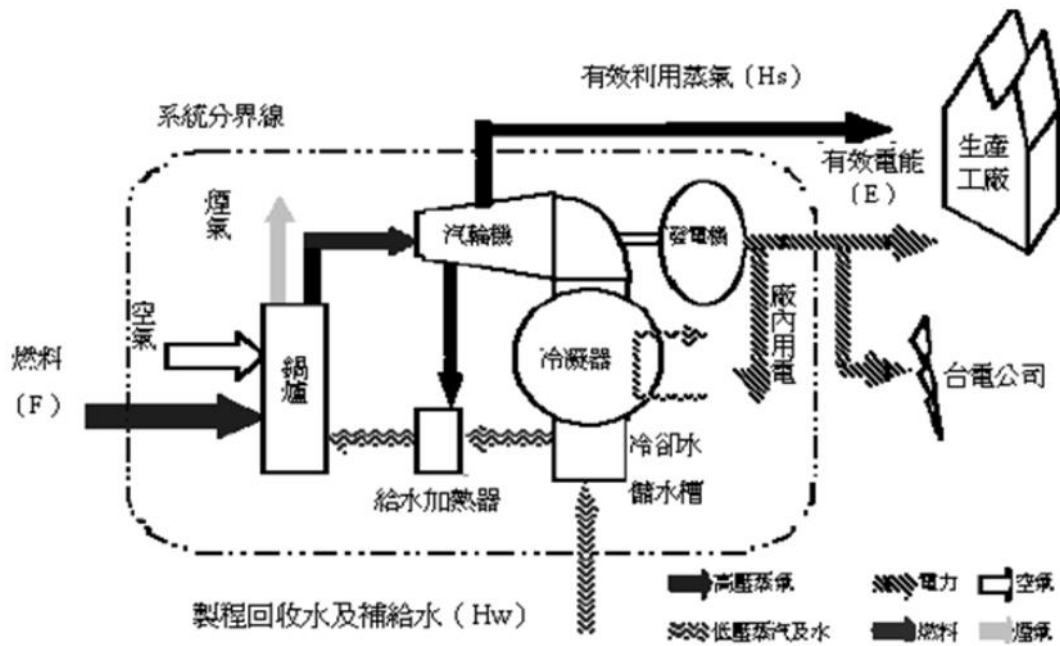 有效利用蒸氣（Hs）
系統分界線
有效電能
（E）
生產
工廠
煙氣
汽輪機
發電機
空氣
廠內用電
燃料
（F）
鍋爐
冷凝器
台電公司
冷卻水
給水加熱器
儲水槽
製程回收水及補給水（Hw）
高壓蒸氣
電力
空氣
低壓蒸汽及水
燃料
煙氣